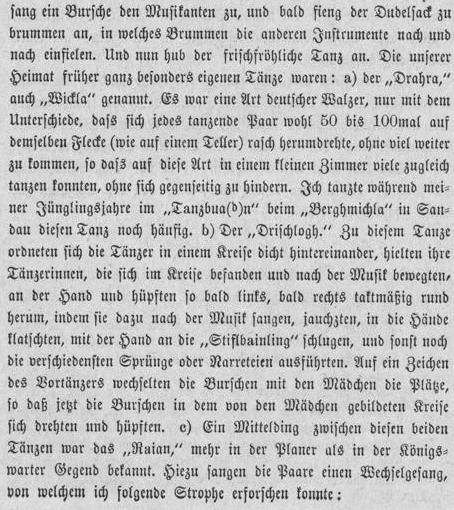 sang ein Bursche den Musikanten zu, und bald fieng der Dudelsack zu
brummen an, in welches Brummen die anderen Instrumente nach und
nach einfielen. Und nun hub der frischfröhliche Tanz an. Die unserer
Heimat früher ganz besonders eigenen Tänze waren: a) der „Drahra,“
auch „Wickla“ genannt. Es war eine Art deutscher Walzer, nur mit dem
Unterschiede, dass sich jedes tanzende Paar wohl 50 bis 100mal auf
demselben Flecke (wie auf einem Teller) rasch herumdrehte, ohne viel weiter
zu kommen, so dass auf diese Art in einem kleinen Zimmer viele zugleich
tanzen konnten, ohne sich gegenseitig zu hindern. Ich tanzte während mei-
ner Jünglingsjahre im „Tanzbua(d)n“ beim „Berghmichla“ in San-
dau diesen Tanz noch häufig. b) Der „Drischlogh.“ Zu diesem Tanze
ordneten sich die Tänzer in einem Kreise dicht hintereinander, hielten ihre
Tänzerinnen, die sich im Kreise befanden und nach der Musik bewegten,
an der Hand und hüpften so bald links, bald rechts taktmäßig rund
herum, indem sie dazu nach der Musik sangen, jauchzten, in die Hände
klatschten, mit der Hand an die „Stiflbainling“ schlugen, und sonst noch
die verschiedensten Sprünge oder Narreteien ausführten. Auf ein Zeichen
des Vortänzers wechselten die Burschen mit den Mädchen die Plätze,
so daß jetzt die Burschen in dem von den Mädchen gebildeten Kreise
sich drehten und hüpften. c) Ein Mittelding zwischen diesen beiden
Tänzen war das „Raian,“ mehr in der Planer als in der Königs-
warter Gegend bekannt. Hiezu sangen die Paare einen Wechselgesang,
von welchem ich folgende Strophe erforschen konnte: